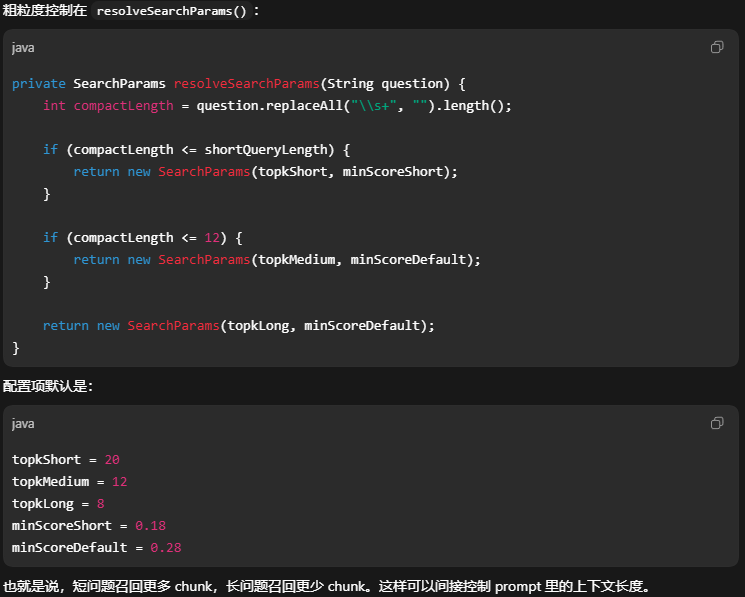 粗粒度控制在 resolveSearchParams()：
java
private SearchParams resolveSearchParams(String question) {
    int compactLength = question.replaceAll("\\s+", "").length();

    if (compactLength <= shortQueryLength) {
        return new SearchParams(topkShort, minScoreShort);
    }

    if (compactLength <= 12) {
        return new SearchParams(topkMedium, minScoreDefault);
    }

    return new SearchParams(topkLong, minScoreDefault);
}
配置项默认是：
java
topkShort = 20
topkMedium = 12
topkLong = 8
minScoreShort = 0.18
minScoreDefault = 0.28
也就是说，短问题召回更多 chunk，长问题召回更少 chunk。这样可以间接控制 prompt 里的上下文长度。